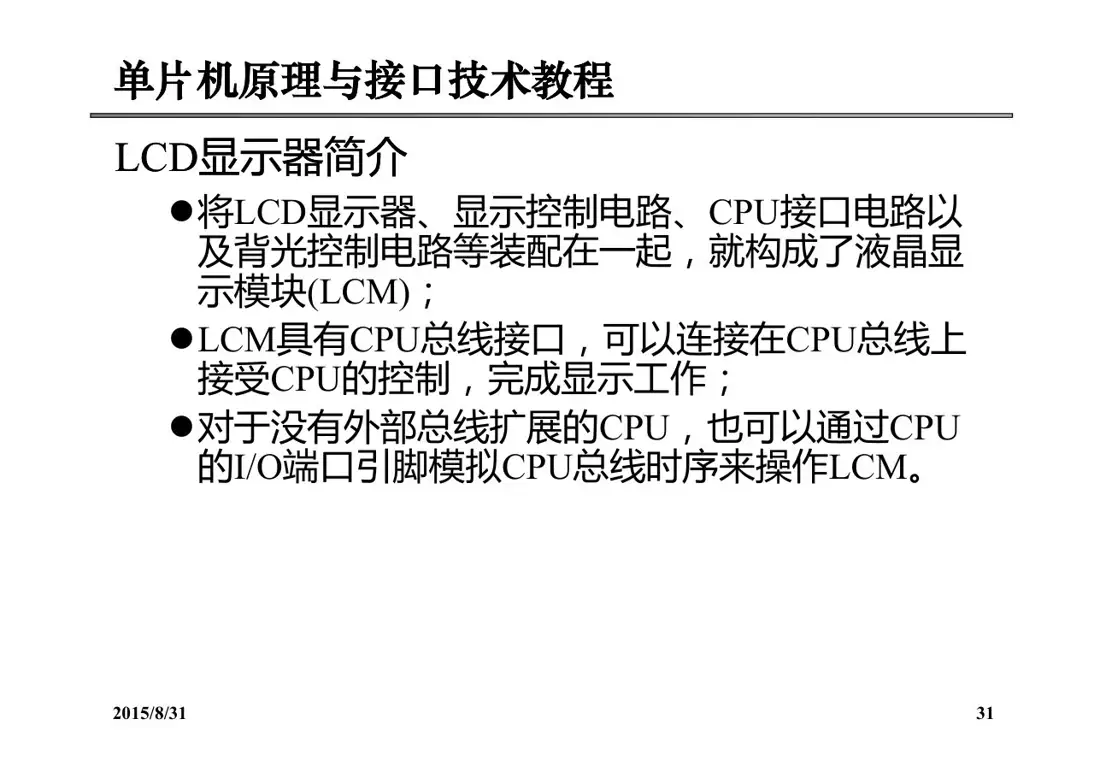 单片机原理与接口技术教程
LCD显示器简介
●将LCD显示器、显示控制电路、CPU接口电路以
及背光控制电路等装配在一起，就构成了液晶显
示模块(LCM)；
●LCM具有CPU总线接口，可以连接在CPU总线上
接受CPU的控制，完成显示工作；
●对于没有外部总线扩展的CPU，也可以通过CPU
的I/O端口引脚模拟CPU总线时序来操作LCM。
2015/8/31
31